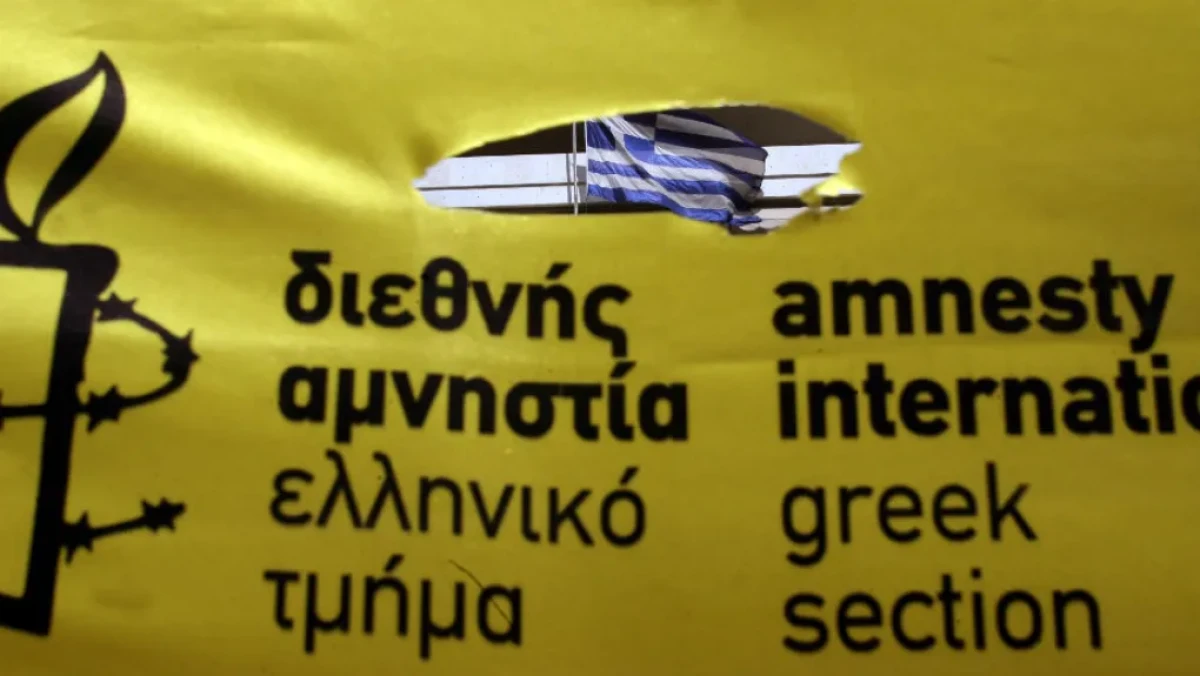 διεθνής
αμνηστία
ελληνικό
τμήμα
amnesty
internatio
greek
section